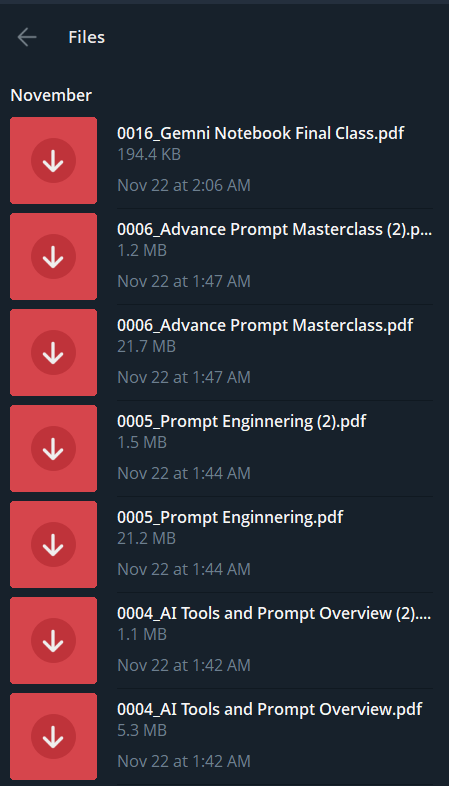 Files
November
0016_Gemni Notebook Final Class.pdf
194.4 KB
Nov 22 at 2:06 AM
0006_Advance Prompt Masterclass (2).p...
1.2 MB
Nov 22 at 1:47 AM
0006_Advance Prompt Masterclass.pdf
21.7 MB
Nov 22 at 1:47 AM
0005_Prompt Enginnering (2).pdf
1.5 MB
Nov 22 at 1:44 AM
0005_Prompt Enginnering.pdf
21.2 MB
Nov 22 at 1:44 AM
0004_AI Tools and Prompt Overview (2)....
1.1 MB
Nov 22 at 1:42 AM
0004_AI Tools and Prompt Overview.pdf
5.3 MB
Nov 22 at 1:42 AM